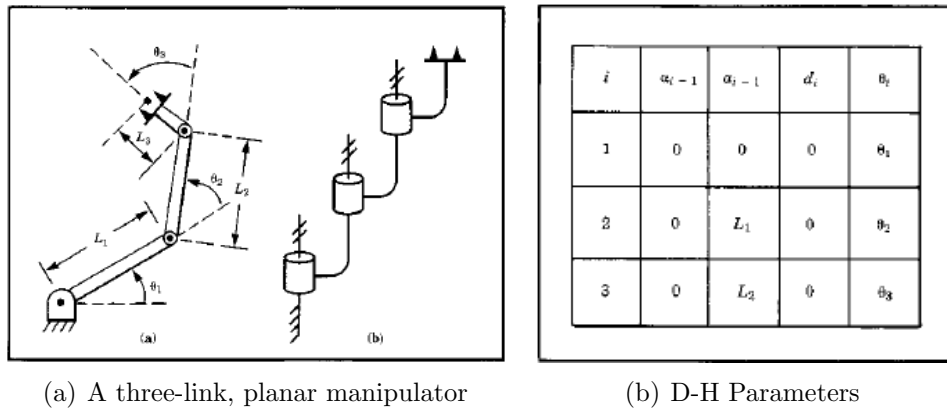 θ₃
L₃
θ₂
L₂
L₁
θ₁
(a)
(b)
i αᵢ₋₁ aᵢ₋₁ dᵢ θᵢ
1 0 0 0 θ₁
2 0 L₁ 0 θ₂
3 0 L₂ 0 θ₃
(a) A three-link, planar manipulator
(b) D-H Parameters